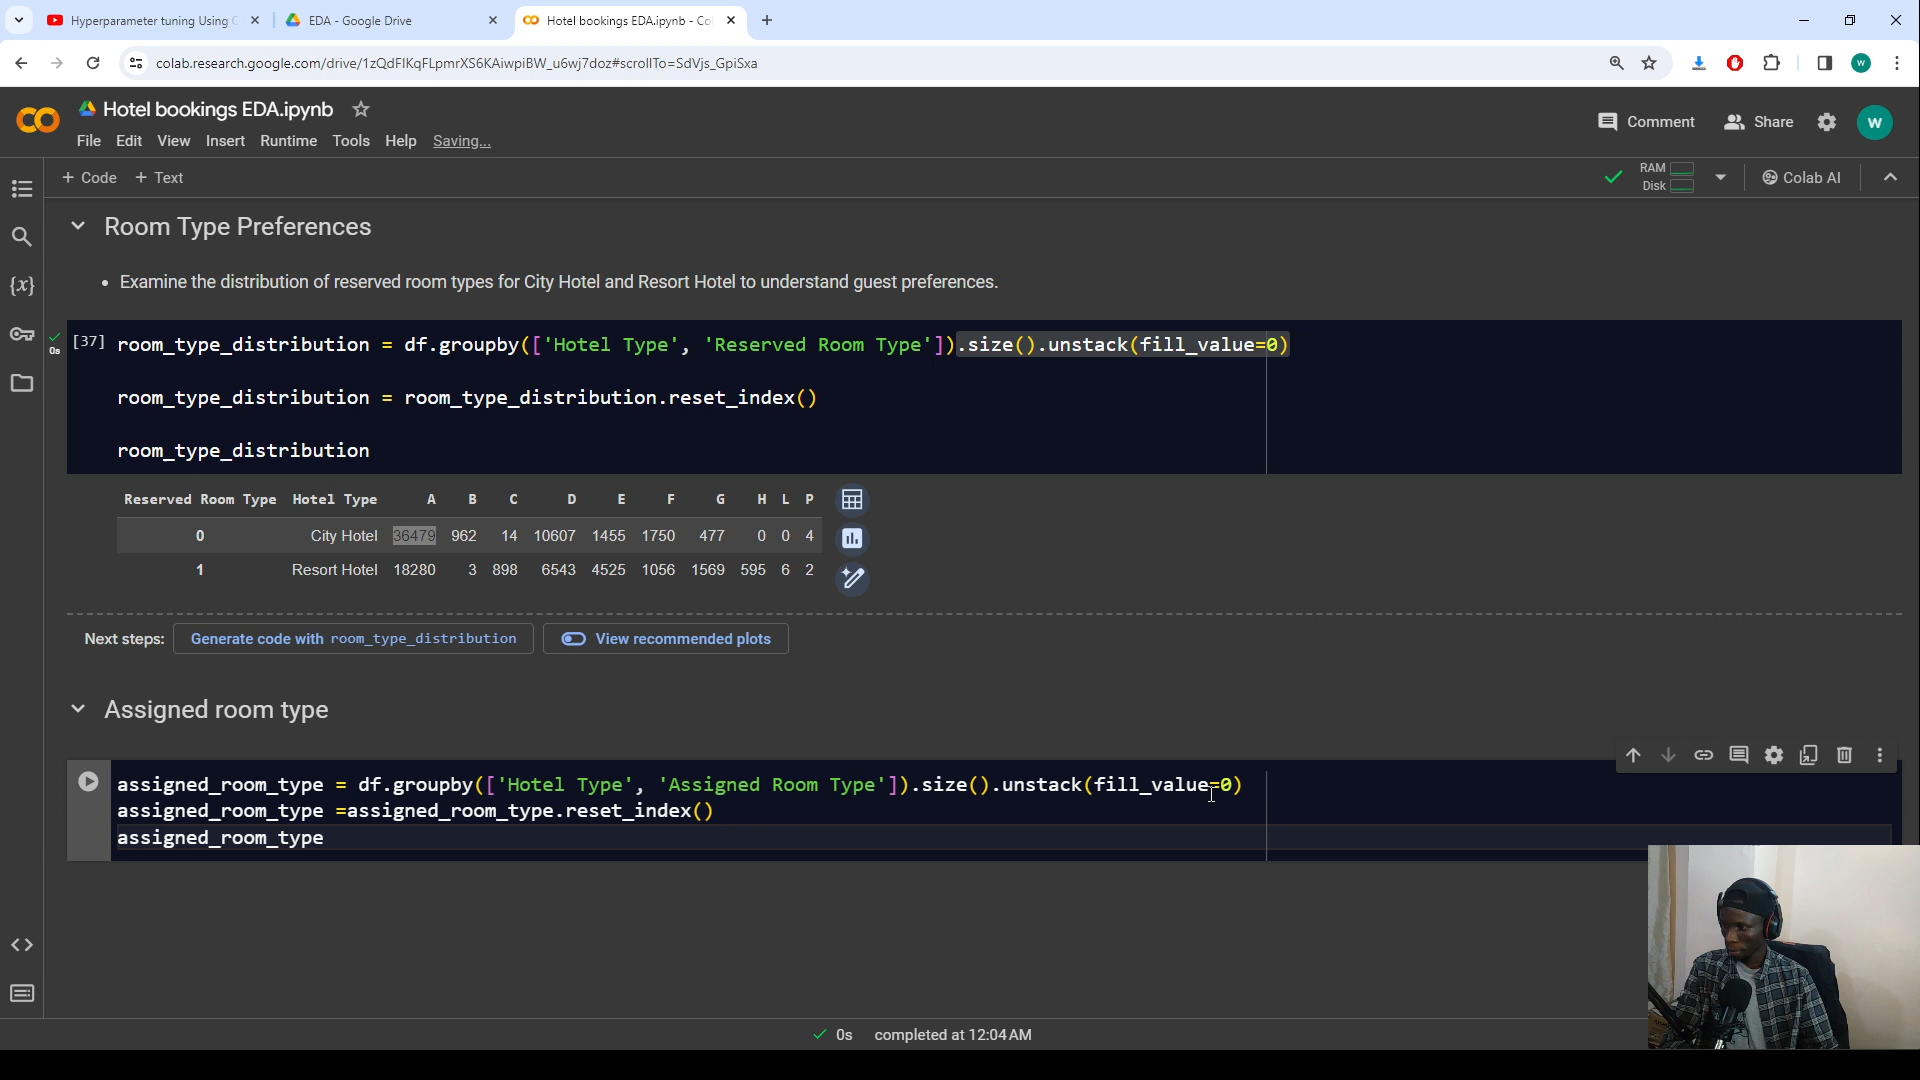 Hyperparameter tuning Using
EDA - Google Drive
Hotel bookings EDA.ipynb - Co
colab.research.google.com/drive/1zQdFIKqFLpmrXS6KAiwpiBW_u6wj7doz#scrollTo=SdVjs_GpiSxa
Hotel bookings EDA.ipynb
Comment
Share
W
File Edit View Insert Runtime Tools Help Saving...
+ Code + Text
RAM
Disk
Colab AI
Room Type Preferences
• Examine the distribution of reserved room types for City Hotel and Resort Hotel to understand guest preferences.
0s
[37] room_type_distribution = df.groupby(['Hotel Type', 'Reserved Room Type']).size().unstack(fill_value=0)
room_type_distribution = room_type_distribution.reset_index()
room_type_distribution
Reserved Room Type Hotel Type A B C D E F G H L P
0 City Hotel 36479 962 14 10607 1455 1750 477 0 0 4
1 Resort Hotel 18280 3 898 6543 4525 1056 1569 595 6 2
Next steps: Generate code with room_type_distribution View recommended plots
Assigned room type
assigned_room_type = df.groupby(['Hotel Type', 'Assigned Room Type']).size().unstack(fill_value=0)
assigned_room_type =assigned_room_type.reset_index()
assigned_room_type
0s completed at 12:04 AM